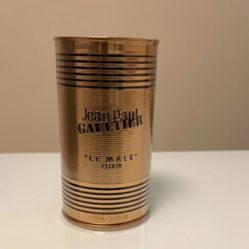 Jean Paul
GAULTIER
"LE MALE"
ELIXIR